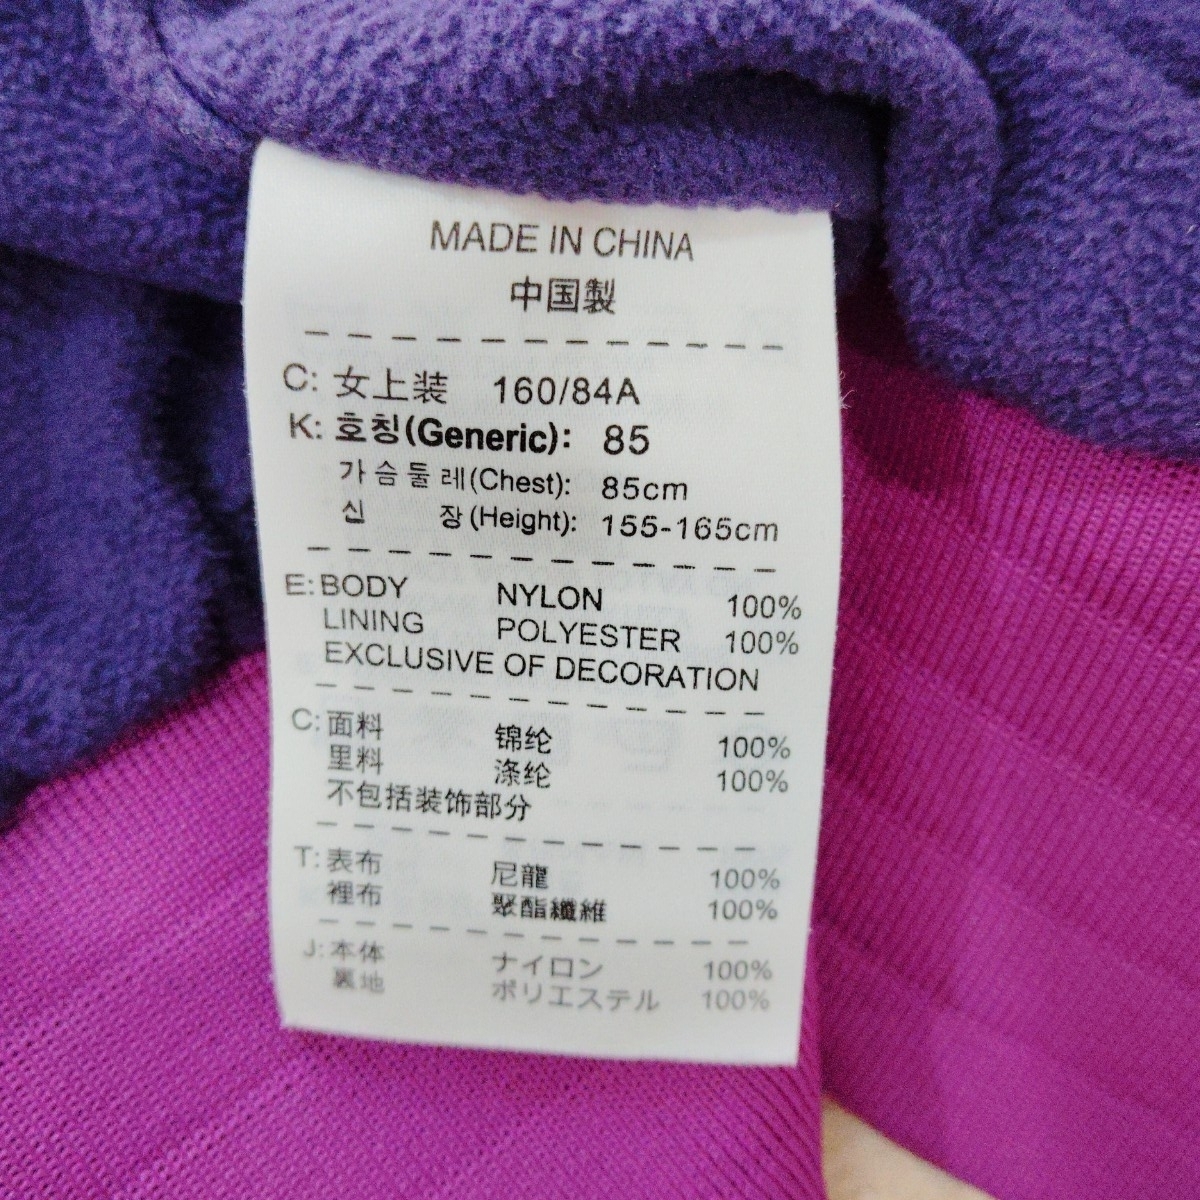 MADE IN CHINA
中国製
C: 女上装 160/84A
K: 호칭(Generic): 85
가슴둘레(Chest): 85cm
신 장(Height): 155-165cm
E: BODY NYLON 100%
LINING POLYESTER 100%
EXCLUSIVE OF DECORATION
C: 面料 锦纶 100%
里料 涤纶 100%
不包括装饰部分
T: 表布 尼龍 100%
裡布 聚酯纖維 100%
J: 本体 ナイロン 100%
裏地 ポリエステル 100%